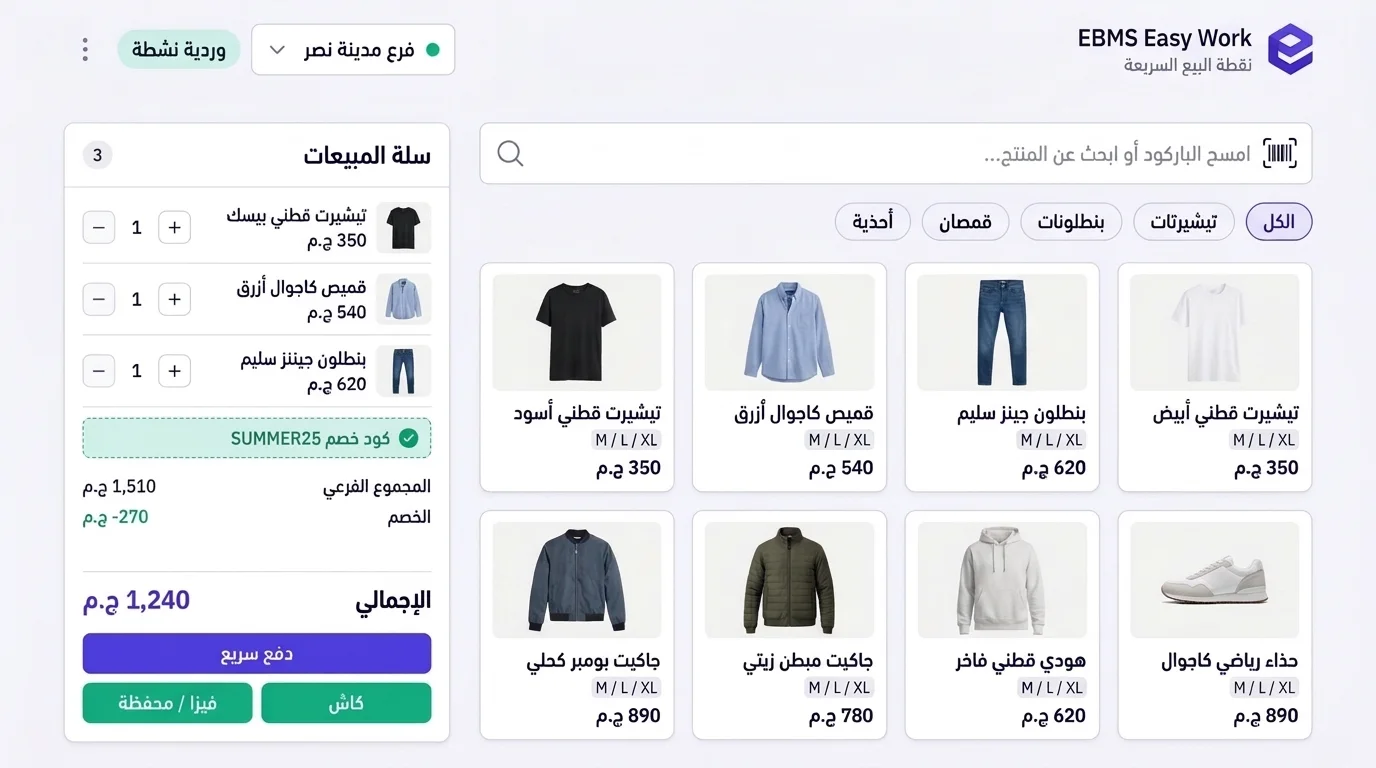 EBMS Easy Work
نقطة البيع السريعة
فرع مدينة نصر
وردية نشطة
امسح الباركود أو ابحث عن المنتج...
الكل
تيشيرتات
بنطلونات
قمصان
أحذية
تيشيرت قطني أبيض
M / L / XL
350 ج.م
بنطلون جينز سليم
M / L / XL
620 ج.م
قميص كاجوال أزرق
M / L / XL
540 ج.م
تيشيرت قطني أسود
M / L / XL
350 ج.م
حذاء رياضي كاجوال
M / L / XL
890 ج.م
هودي قطني فاخر
M / L / XL
620 ج.م
جاكيت مبطن زيتي
M / L / XL
780 ج.م
جاكيت بومبر كحلي
M / L / XL
890 ج.م
سلة المبيعات
3
تيشيرت قطني بيسك
350 ج.م
+ 1 −
قميص كاجوال أزرق
540 ج.م
+ 1 −
بنطلون جيننز سليم
620 ج.م
+ 1 −
كود خصم SUMMER25
المجموع الفرعي 1,510 ج.م
الخصم -270 ج.م
الإجمالي 1,240 ج.م
دفع سريع
كاش
فيزا / محفظة